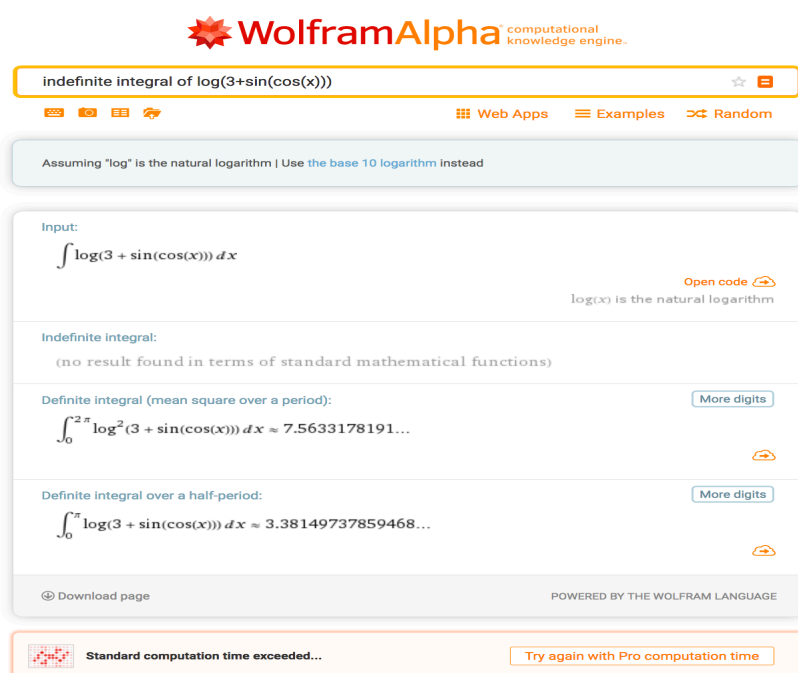 WolframAlpha computational knowledge engine.
indefinite integral of log(3+sin(cos(x)))
Web Apps Examples Random
Assuming "log" is the natural logarithm | Use the base 10 logarithm instead
Input:
∫ log(3 + sin(cos(x))) dx
Open code
log(x) is the natural logarithm
Indefinite integral:
(no result found in terms of standard mathematical functions)
Definite integral (mean square over a period): More digits
∫₀^{2π} log²(3 + sin(cos(x))) dx ≈ 7.5633178191...
Definite integral over a half-period: More digits
∫₀^π log(3 + sin(cos(x))) dx ≈ 3.38149737859468...
Download page POWERED BY THE WOLFRAM LANGUAGE
Standard computation time exceeded... Try again with Pro computation time